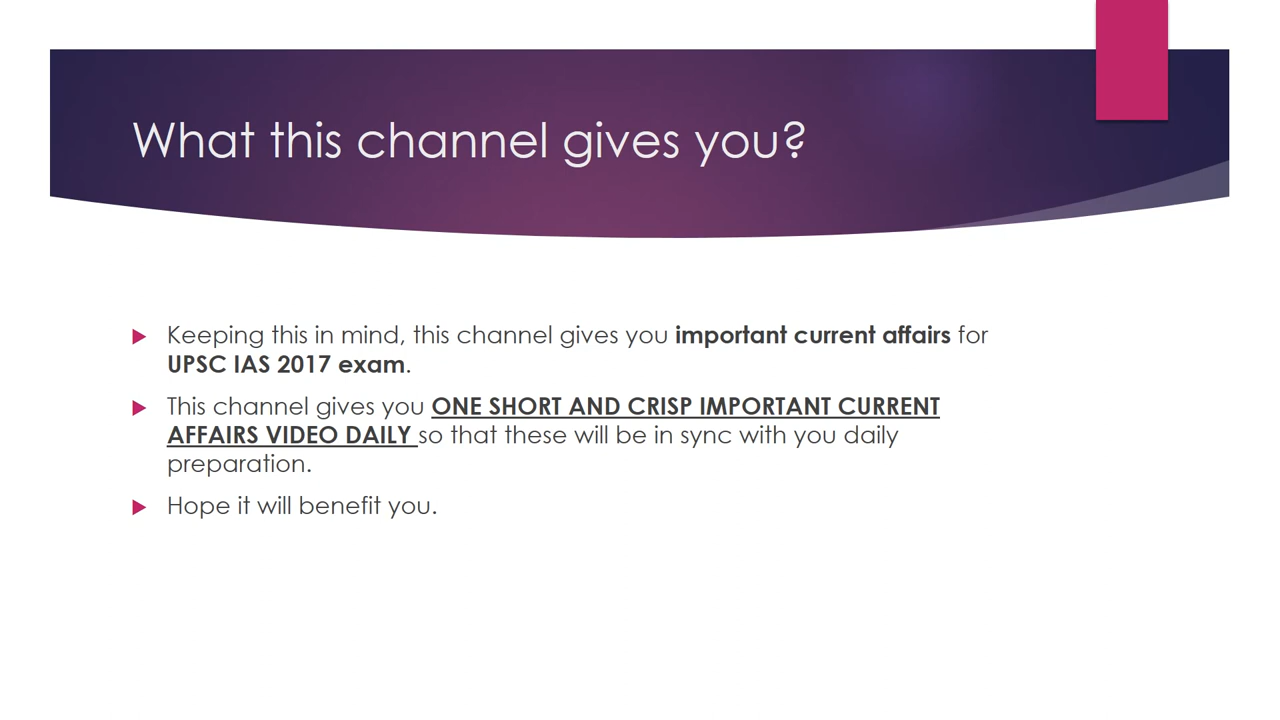 What this channel gives you?
Keeping this in mind, this channel gives you important current affairs for
UPSC IAS 2017 exam.
This channel gives you ONE SHORT AND CRISP IMPORTANT CURRENT
AFFAIRS VIDEO DAILY so that these will be in sync with you daily
preparation.
Hope it will benefit you.